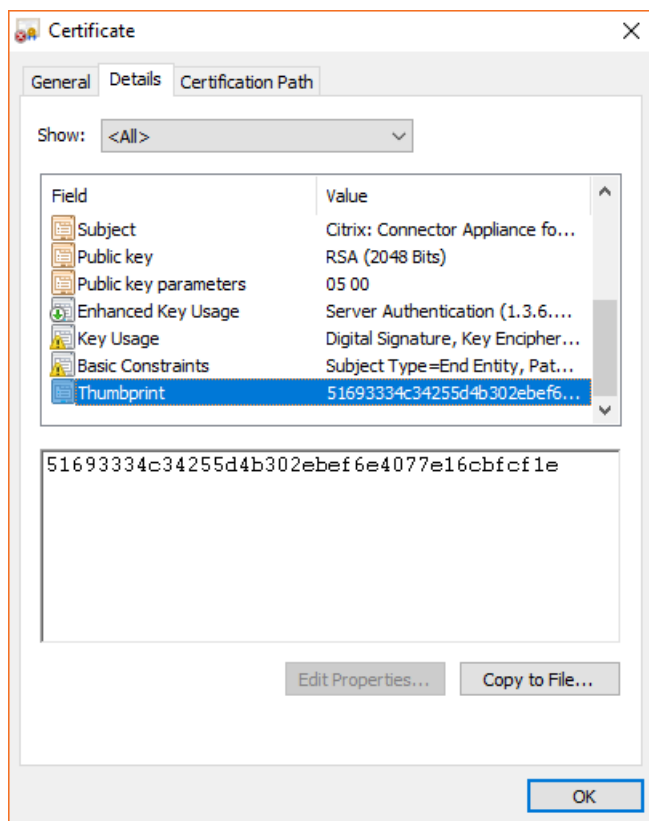 Certificate
General Details Certification Path
Show: <All>
Field Value
Subject Citrix: Connector Appliance fo...
Public key RSA (2048 Bits)
Public key parameters 05 00
Enhanced Key Usage Server Authentication (1.3.6....
Key Usage Digital Signature, Key Encipher...
Basic Constraints Subject Type=End Entity, Pat...
Thumbprint 51693334c34255d4b302ebef6...
51693334c34255d4b302ebef6e4077e16cbfcf1e
Edit Properties... Copy to File...
OK